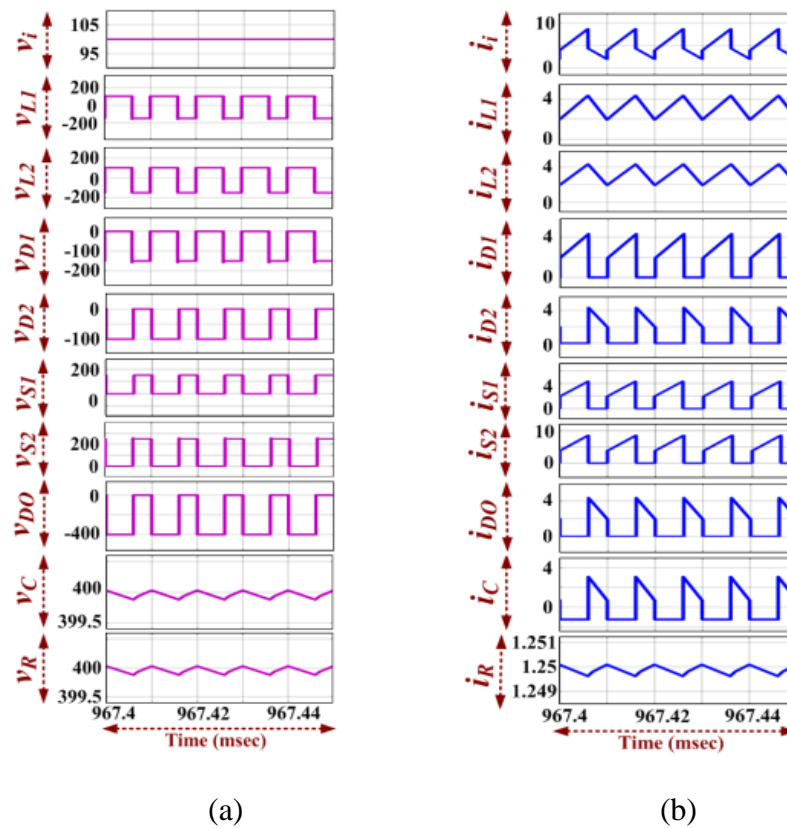 v_i
105
95
v_L1
200
0
-200
v_L2
200
0
-200
v_D1
0
-100
-200
v_D2
0
-100
v_S1
200
0
v_S2
200
0
v_DO
0
-400
v_C
400
399.5
v_R
400
399.5
967.4 967.42 967.44
Time (msec)
(a)
i_i
10
0
i_L1
4
0
i_L2
4
0
i_D1
4
0
i_D2
4
0
i_S1
4
0
i_S2
10
0
i_DO
4
0
i_C
4
0
i_R
1.251
1.25
1.249
967.4 967.42 967.44
Time (msec)
(b)